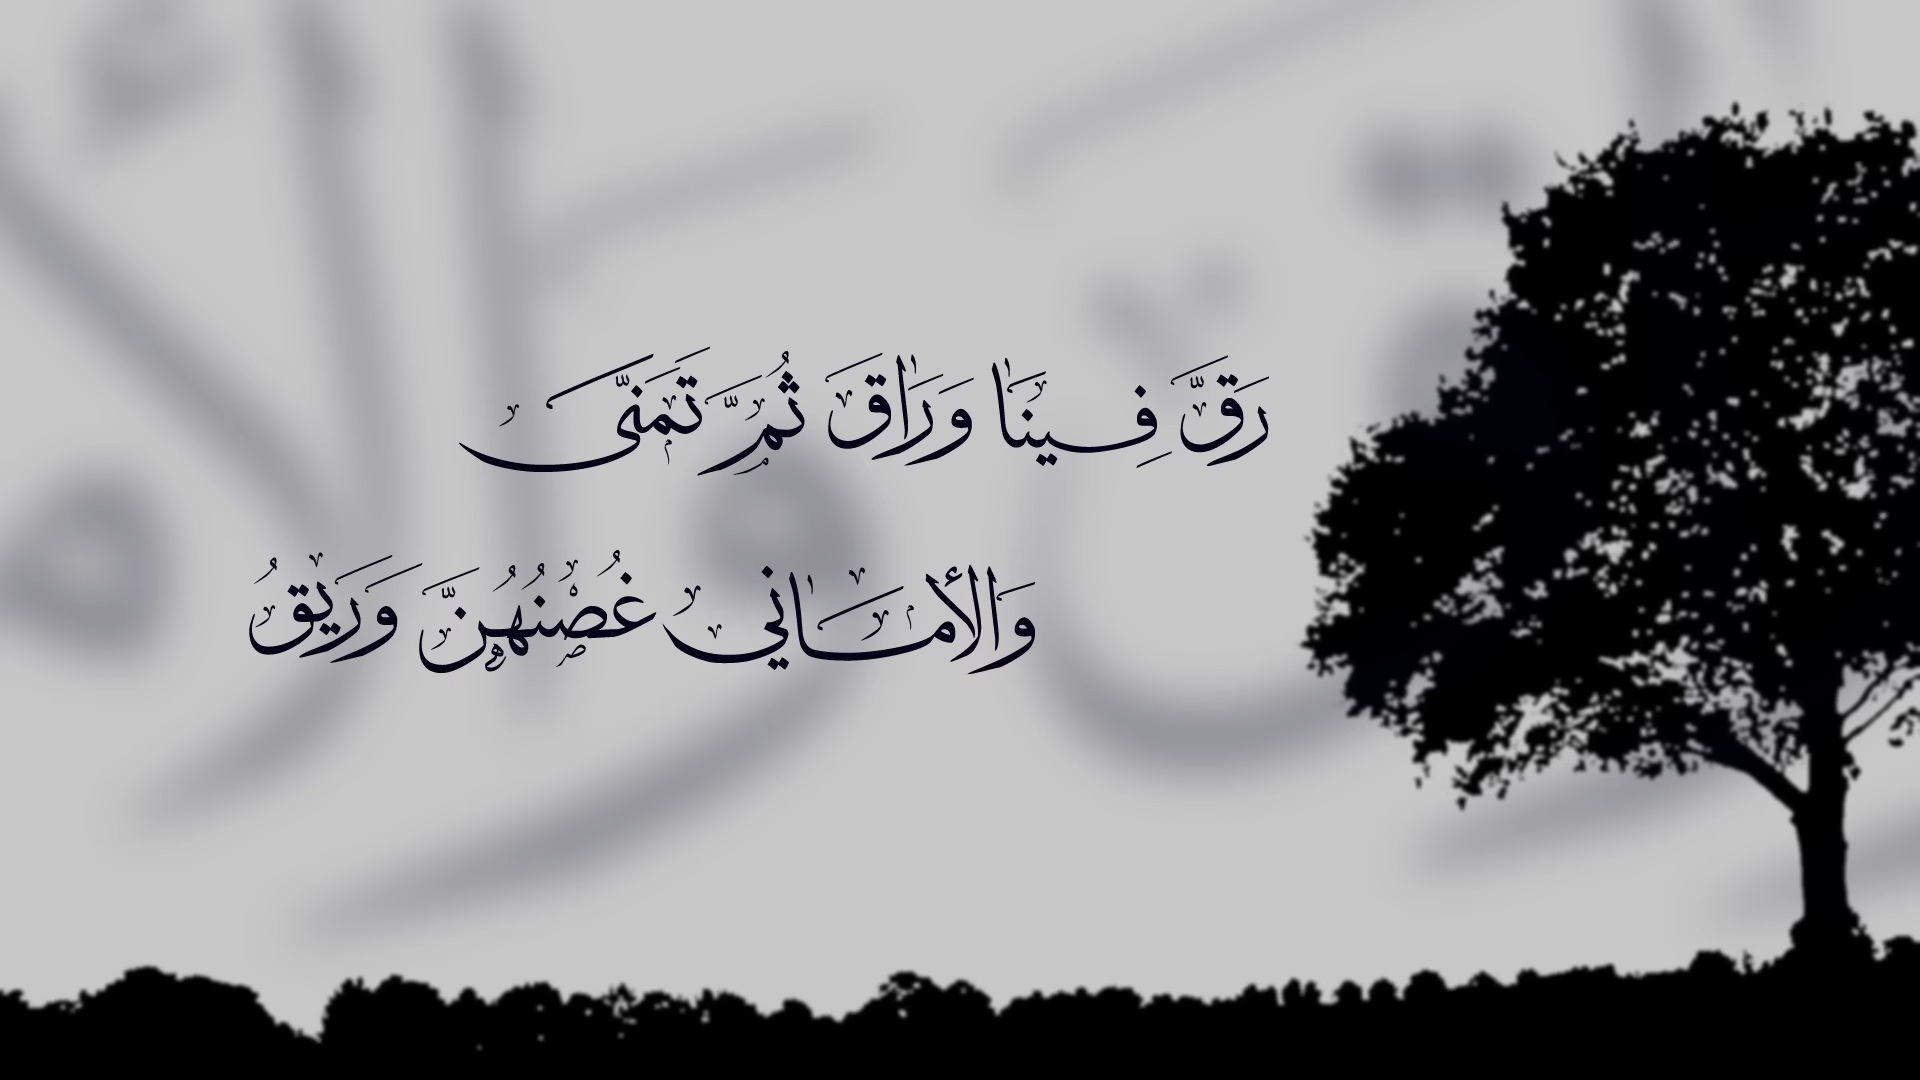 رَقَّ فِينَا وَرَاقَ ثُمَّ تَمَنَّى
وَالأَمَانِي غُصْنُهُنَّ وَرِيقُ